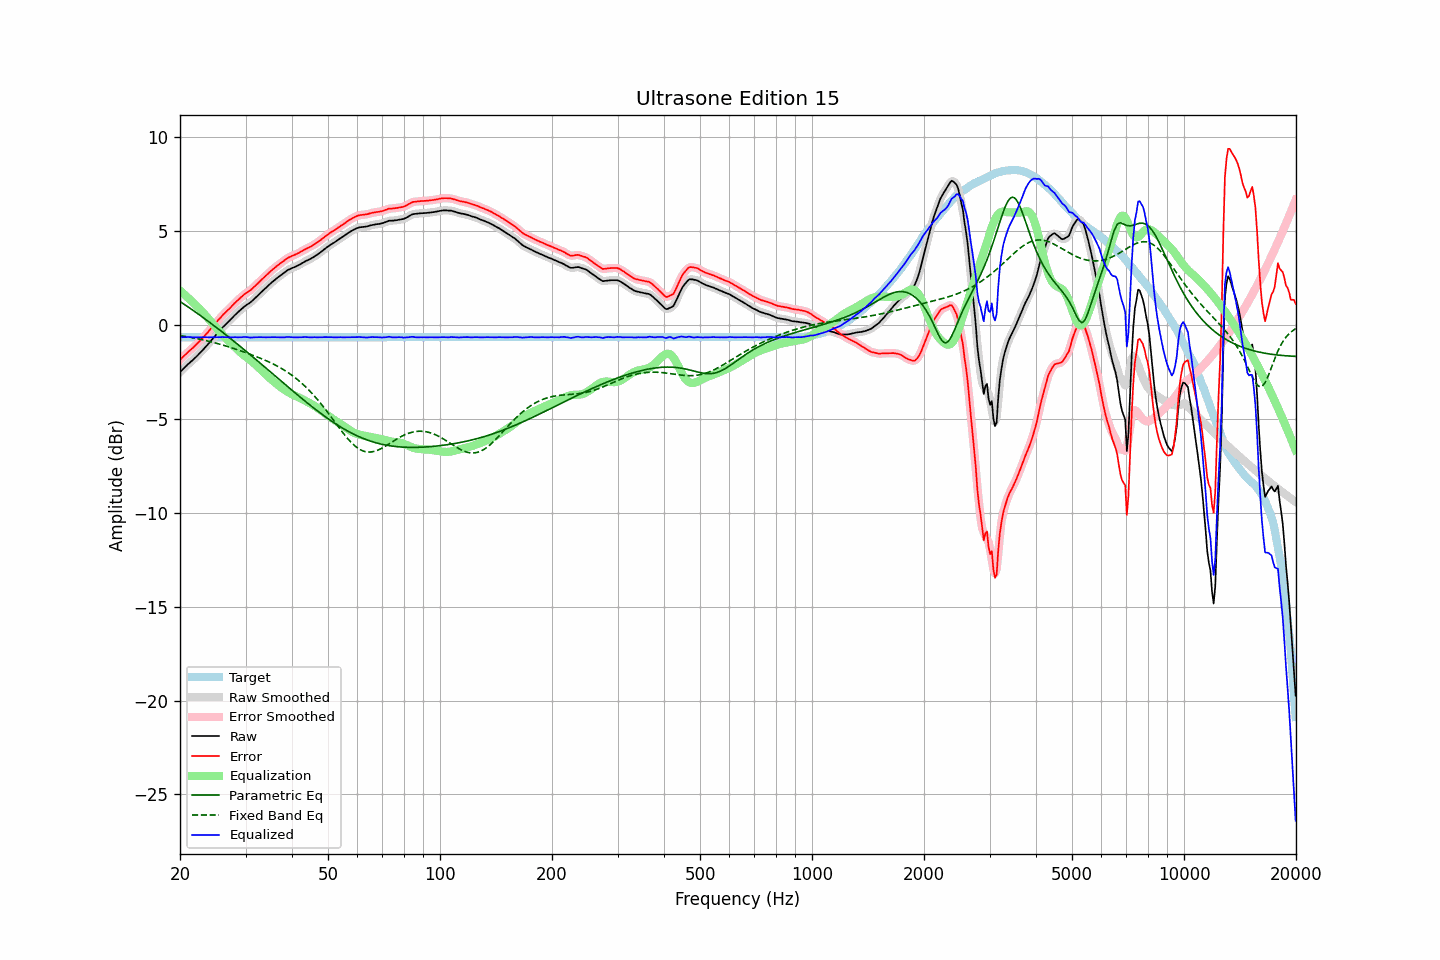 Ultrasone Edition 15
10
5
0
−5
−10
−15
−20
−25
Amplitude (dBr)
Target
Raw Smoothed
Error Smoothed
Raw
Error
Equalization
Parametric Eq
Fixed Band Eq
Equalized
20 50 100 200 500 1000 2000 5000 10000 20000
Frequency (Hz)